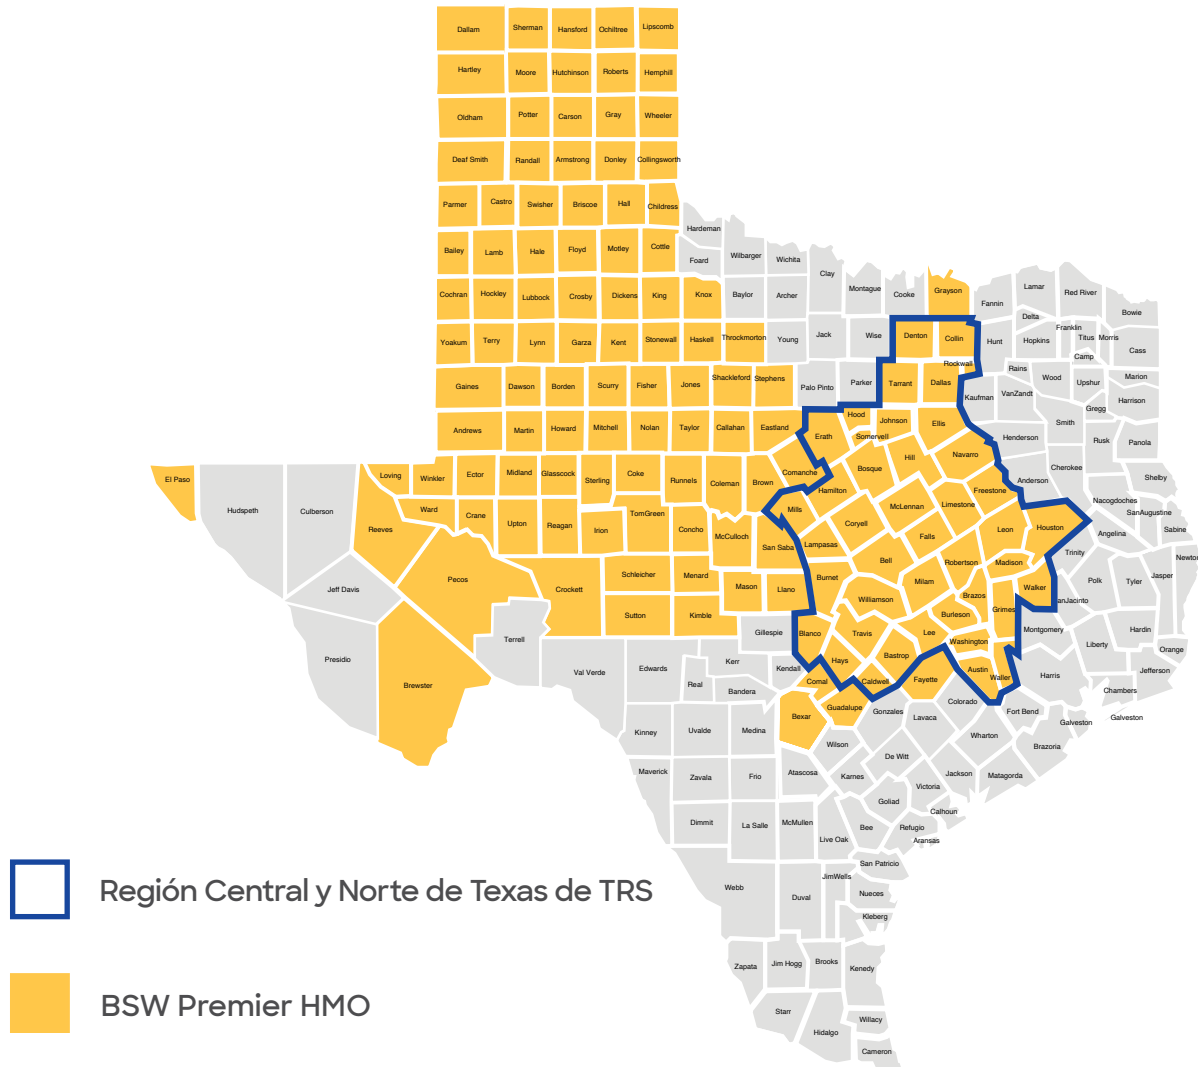 Dallam Sherman Hansford Ochiltree Lipscomb
Hartley Moore Hutchinson Roberts Hemphill
Oldham Potter Carson Gray Wheeler
Deaf Smith Randall Armstrong Donley Collingsworth
Parmer Castro Swisher Briscoe Hall Childress
Hardeman
Bailey Lamb Hale Floyd Motley Cottle Foard Wilbarger Wichita
Clay Montague Cooke Grayson Fannin Lamar Red River Bowie
Cochran Hockley Lubbock Crosby Dickens King Knox Baylor Archer
Delta Franklin Titus Morris Cass
Yoakum Terry Lynn Garza Kent Stonewall Haskell Throckmorton Young Jack Wise Denton Collin Hunt Hopkins
Camp
Rockwall Rains Wood Upshur Marion
Gaines Dawson Borden Scurry Fisher Jones Shackleford Stephens Palo Pinto Parker Tarrant Dallas Kaufman VanZandt Harrison
Gregg
Andrews Martin Howard Mitchell Nolan Taylor Callahan Eastland Erath Hood Johnson Ellis Smith
Somervell Henderson Rusk Panola
El Paso Loving Winkler Ector Midland Glasscock Sterling Coke Runnels Coleman Brown Comanche Bosque Hill Navarro Cherokee Shelby
Hamilton Freestone Anderson
Hudspeth Culberson Ward Crane Upton Reagan Irion TomGreen Concho McCulloch Mills McLennan Limestone Nacogdoches
SanAugustine
Reeves Coryell Falls Leon Houston Angelina Sabine
San Saba Lampasas Trinity
Jeff Davis Pecos Crockett Schleicher Menard Mason Llano Burnet Bell Robertson Madison Polk Tyler Jasper Newto
Milam Walker
Sutton Kimble Williamson Brazos Grimes anJacinto
Burleson
Presidio Terrell Gillespie Blanco Travis Lee Washington Montgomery Liberty Hardin
Orange
Val Verde Edwards Kerr Kendall Hays Bastrop Austin Waller Harris Jefferson
Brewster Real Bandera Comal Caldwell Fayette Chambers
Bexar Guadalupe Gonzales Lavaca Colorado Fort Bend Galveston Galveston
Kinney Uvalde Medina Wilson Wharton Brazoria
De Witt
Maverick Zavala Frio Atascosa Karnes Jackson Matagorda
Victoria
Goliad Calhoun
Dimmit La Salle McMullen Live Oak Bee Refugio
Aransas
San Patricio
Webb Duval JimWells Nueces
Kleberg
Zapata Jim Hogg Brooks Kenedy
Starr Hidalgo Willacy
Cameron
Región Central y Norte de Texas de TRS
BSW Premier HMO